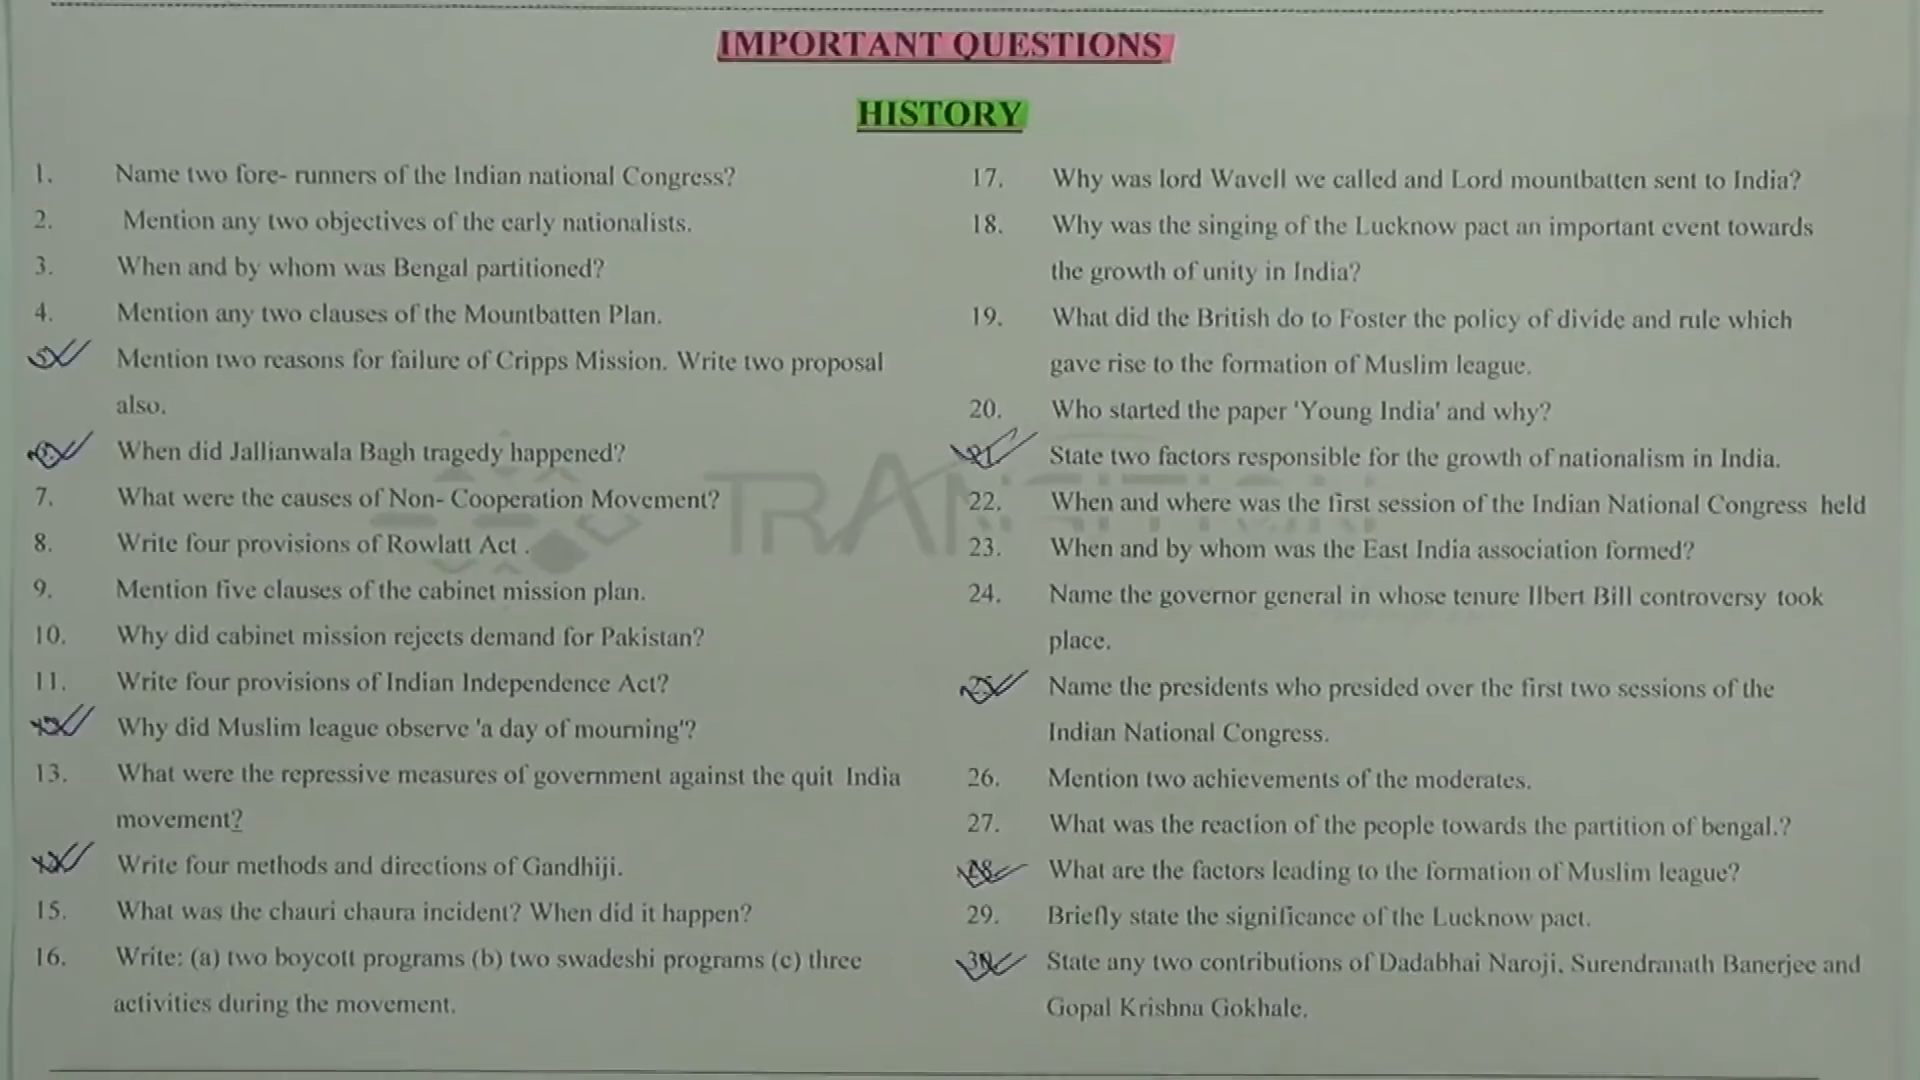 IMPORTANT QUESTIONS
HISTORY
1. Name two fore- runners of the Indian national Congress?
2. Mention any two objectives of the early nationalists.
3. When and by whom was Bengal partitioned?
4. Mention any two clauses of the Mountbatten Plan.
5. Mention two reasons for failure of Cripps Mission. Write two proposal
also.
6. When did Jallianwala Bagh tragedy happened?
7. What were the causes of Non- Cooperation Movement?
8. Write four provisions of Rowlatt Act .
9. Mention five clauses of the cabinet mission plan.
10. Why did cabinet mission rejects demand for Pakistan?
11. Write four provisions of Indian Independence Act?
Why did Muslim league observe 'a day of mourning'?
13. What were the repressive measures of government against the quit India
movement?
Write four methods and directions of Gandhiji.
15. What was the chauri chaura incident? When did it happen?
16. Write: (a) two boycott programs (b) two swadeshi programs (c) three
activities during the movement.
17. Why was lord Wavell we called and Lord mountbatten sent to India?
18. Why was the singing of the Lucknow pact an important event towards
the growth of unity in India?
19. What did the British do to Foster the policy of divide and rule which
gave rise to the formation of Muslim league.
20. Who started the paper 'Young India' and why?
21. State two factors responsible for the growth of nationalism in India.
22. When and where was the first session of the Indian National Congress held
23. When and by whom was the East India association formed?
24. Name the governor general in whose tenure Ilbert Bill controversy took
place.
25. Name the presidents who presided over the first two sessions of the
Indian National Congress.
26. Mention two achievements of the moderates.
27. What was the reaction of the people towards the partition of bengal.?
28. What are the factors leading to the formation of Muslim league?
29. Briefly state the significance of the Lucknow pact.
30. State any two contributions of Dadabhai Naroji, Surendranath Banerjee and
Gopal Krishna Gokhale.
TRANSITION